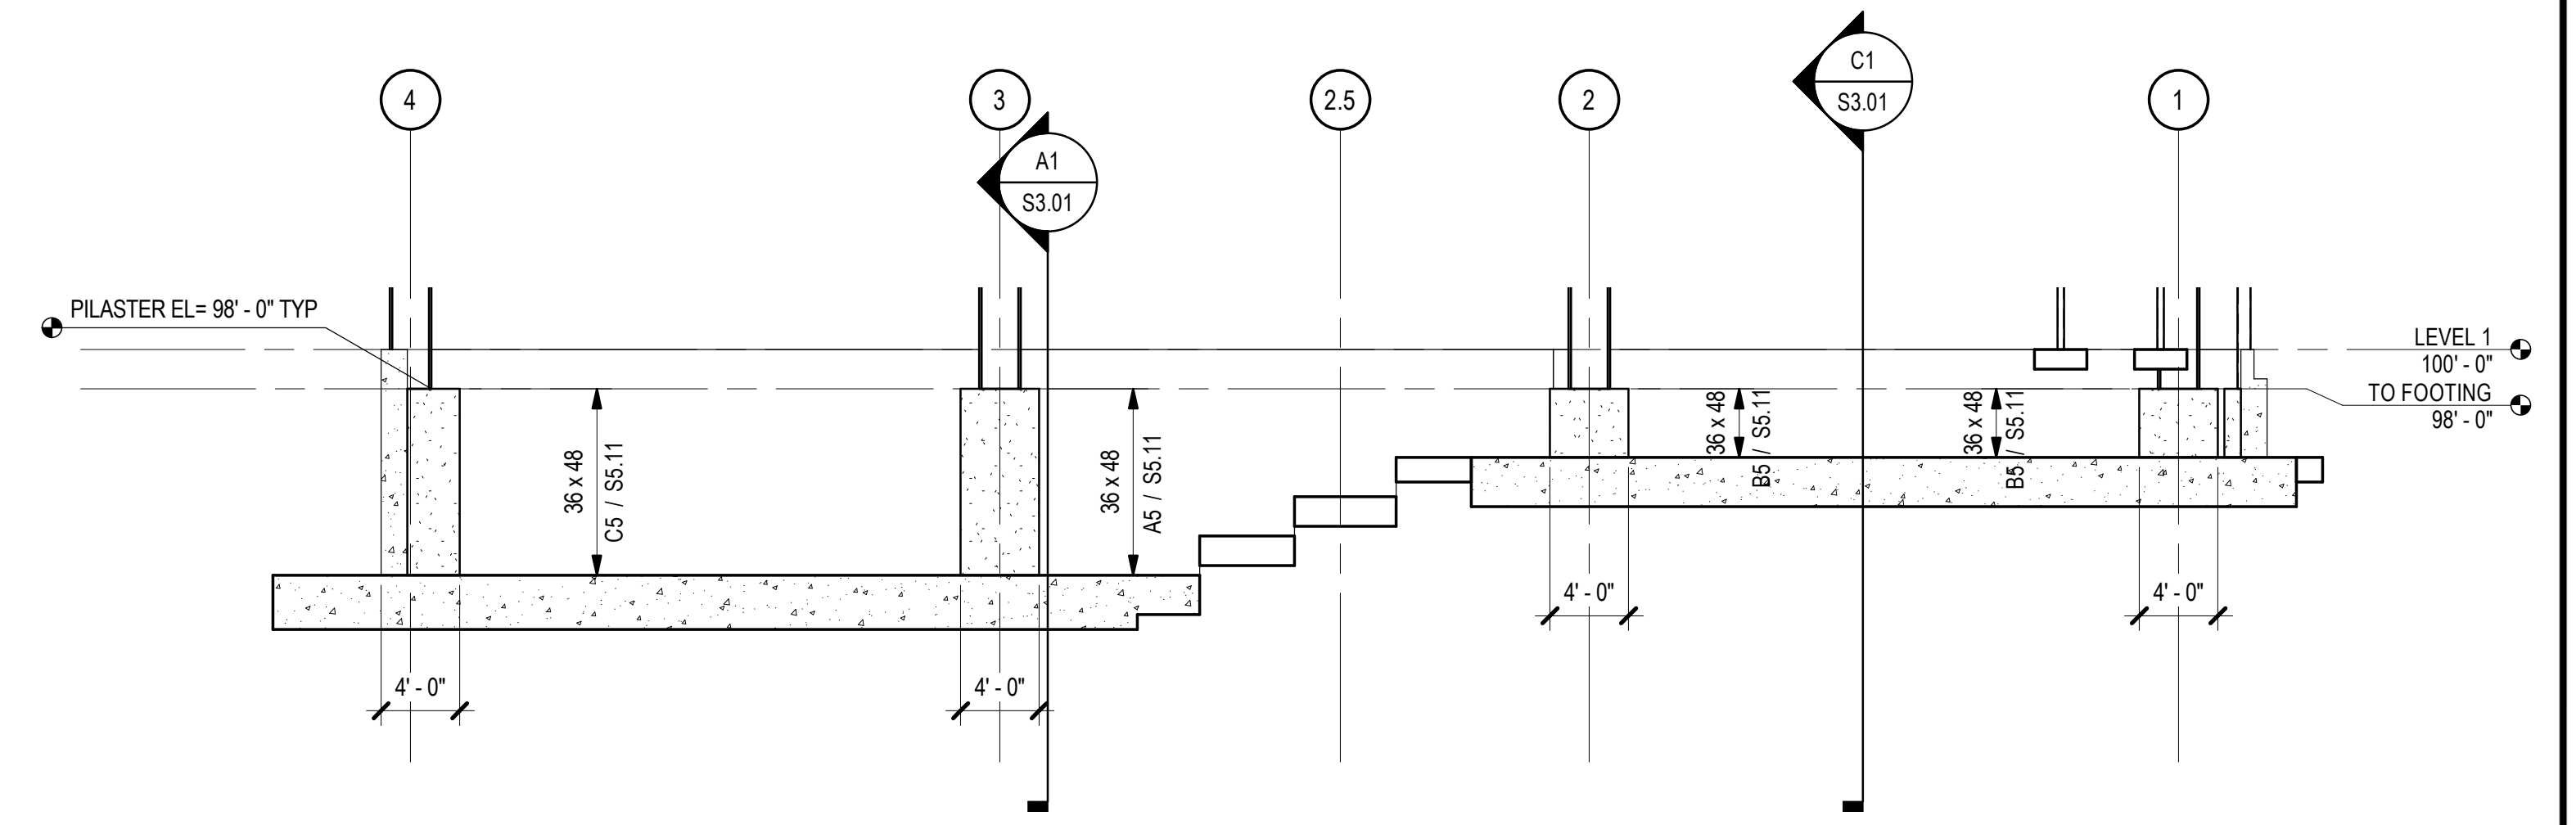 C1
S3.01
4
3
2.5
2
1
A1
S3.01
PILASTER EL= 98' - 0" TYP
LEVEL 1
100' - 0"
TO FOOTING
98' - 0"
36 x 48
C5 / S5.11
36 x 48
A5 / S5.11
36 x 48
B5 / S5.11
36 x 48
B5 / S5.11
4' - 0"
4' - 0"
4' - 0"
4' - 0"